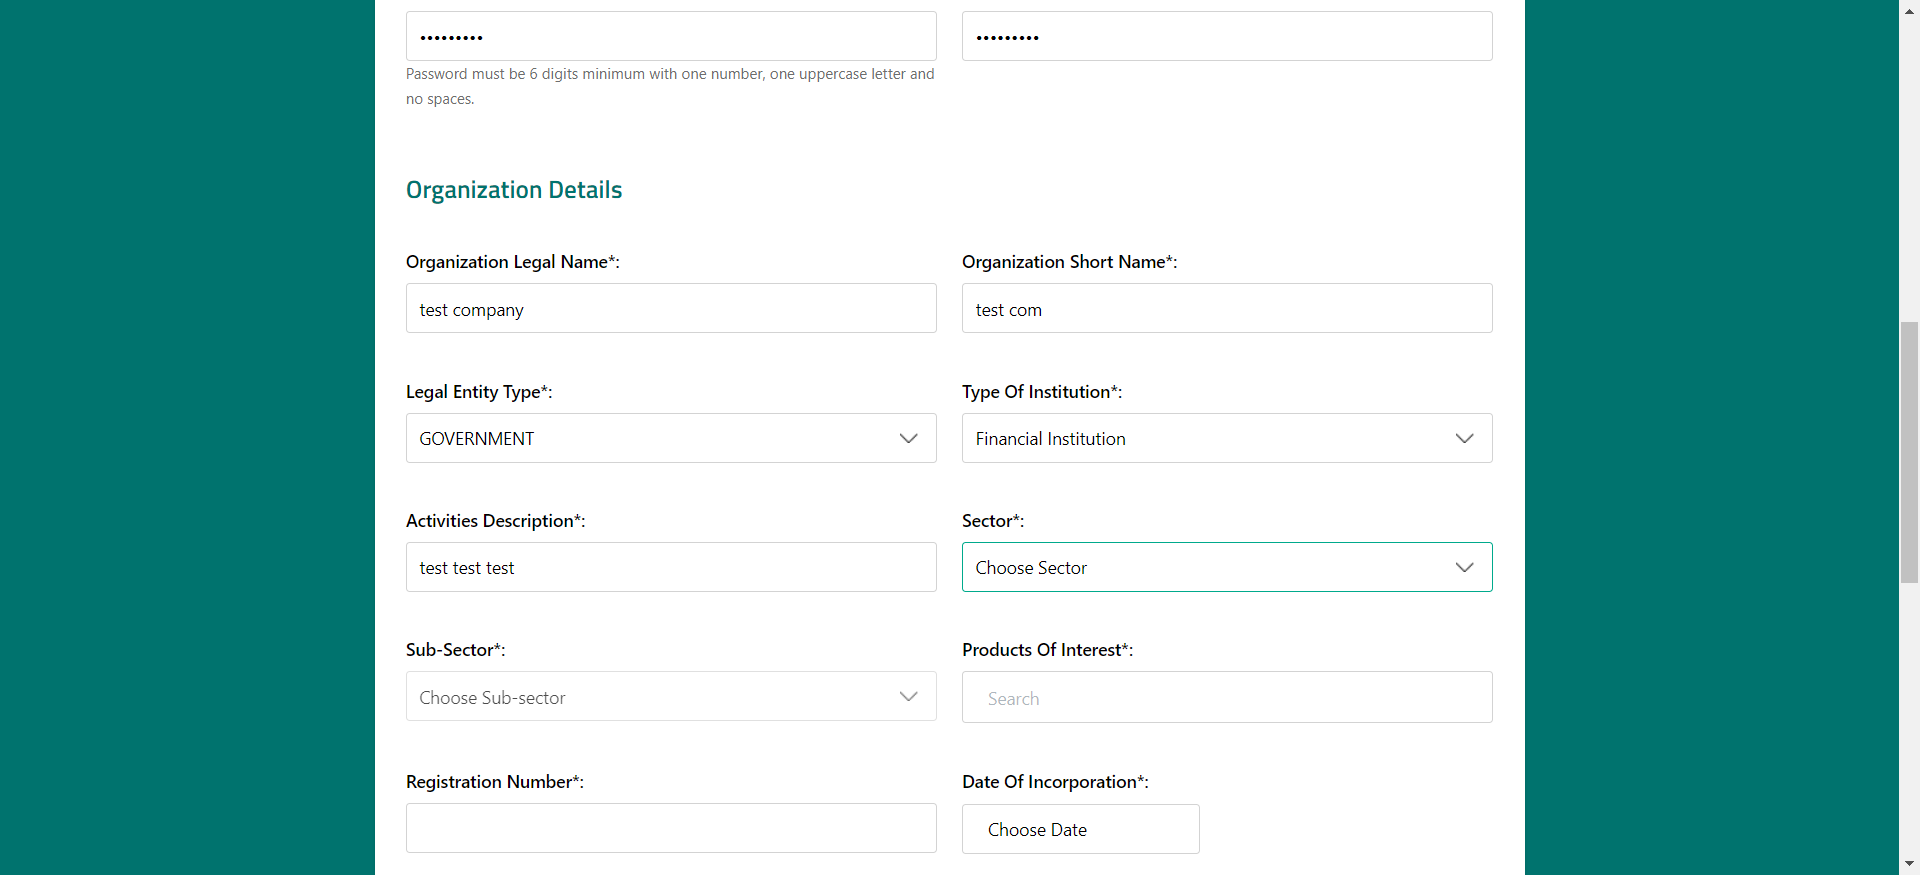 •••••••••
•••••••••
Password must be 6 digits minimum with one number, one uppercase letter and
no spaces.
Organization Details
Organization Legal Name*:
Organization Short Name*:
test company
test com
Legal Entity Type*:
Type Of Institution*:
GOVERNMENT
Financial Institution
Activities Description*:
Sector*:
test test test
Choose Sector
Sub-Sector*:
Products Of Interest*:
Choose Sub-sector
Search
Registration Number*:
Date Of Incorporation*:
Choose Date